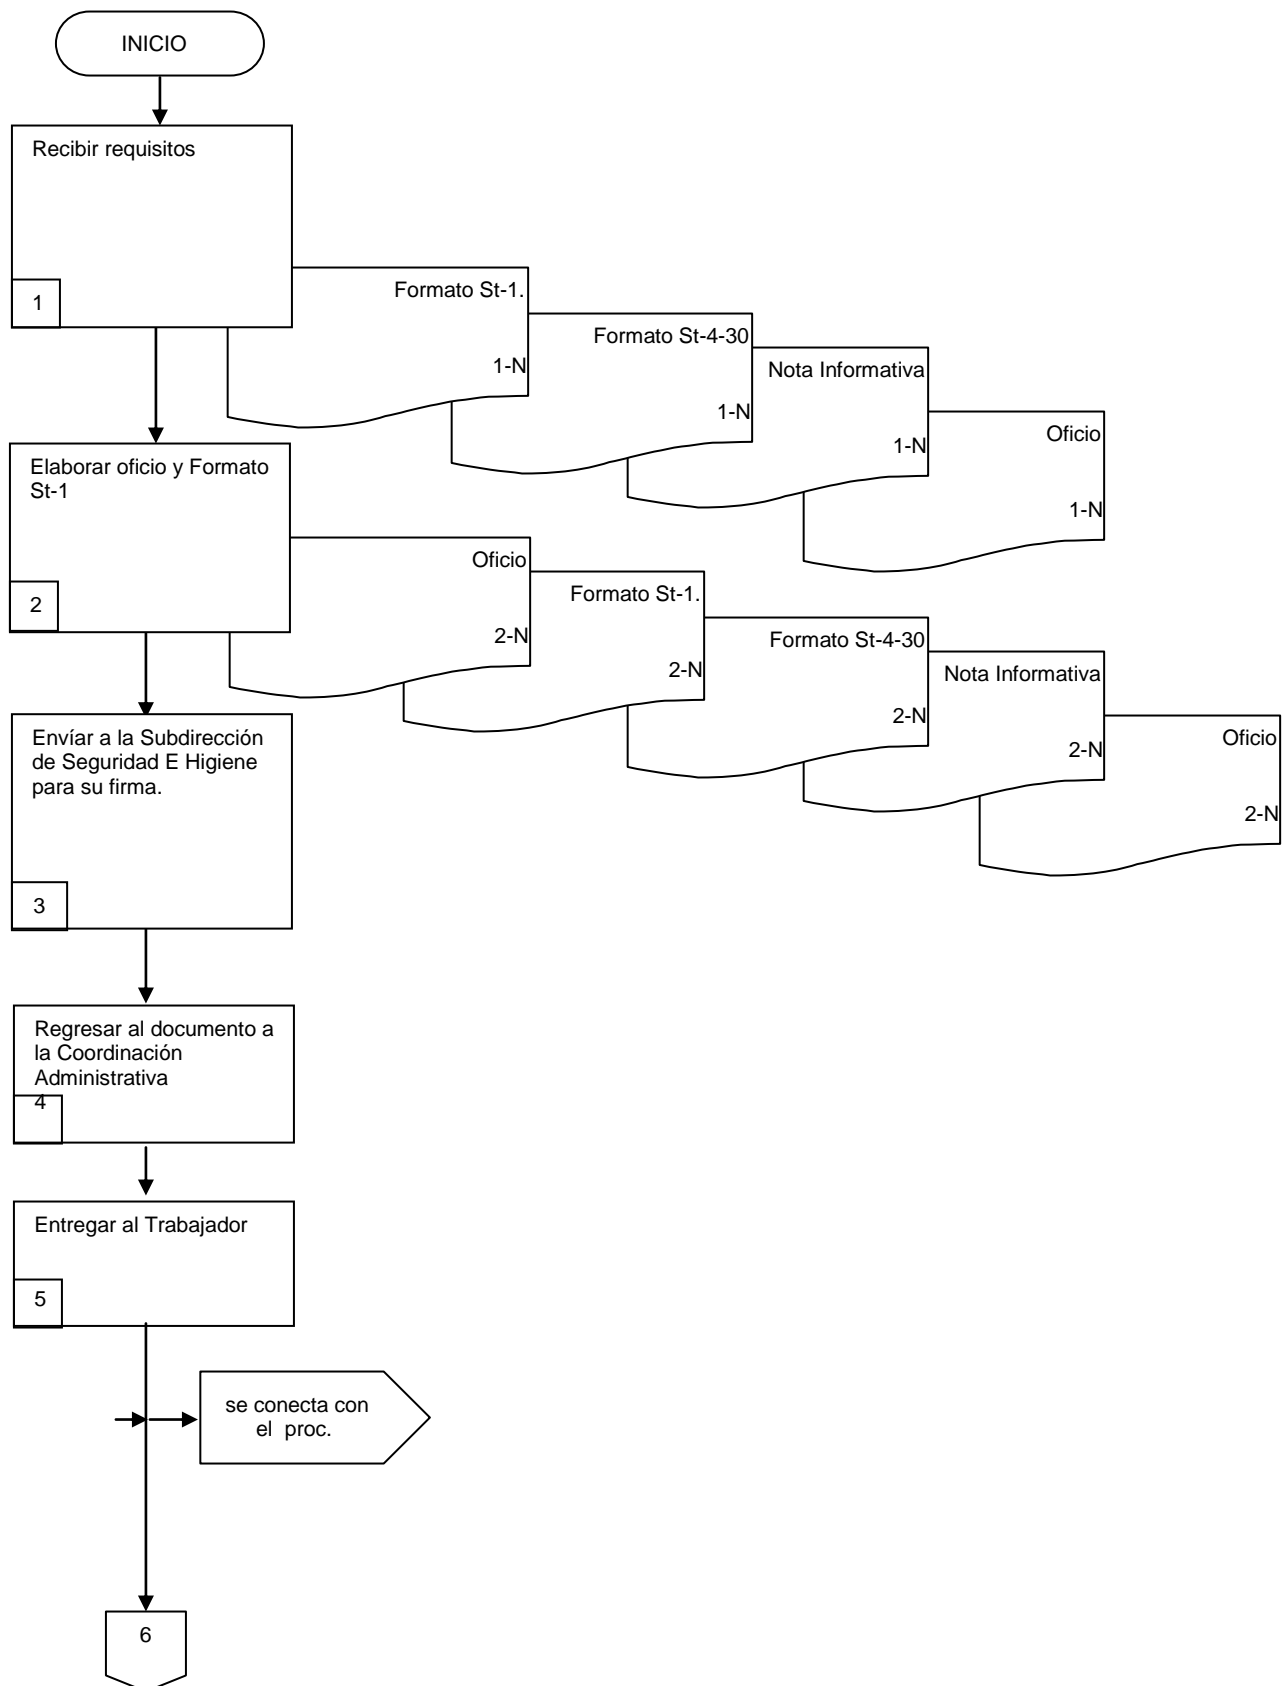 INICIO
Recibir requisitos
1
Formato St-1.
1-N
Formato St-4-30
1-N
Nota Informativa
1-N
Oficio
1-N
Elaborar oficio y Formato
St-1
2
Oficio
2-N
Formato St-1.
2-N
Formato St-4-30
2-N
Nota Informativa
2-N
Oficio
2-N
Envíar a la Subdirección
de Seguridad E Higiene
para su firma.
3
Regresar al documento a
la Coordinación
Administrativa
4
Entregar al Trabajador
5
se conecta con
el proc.
6